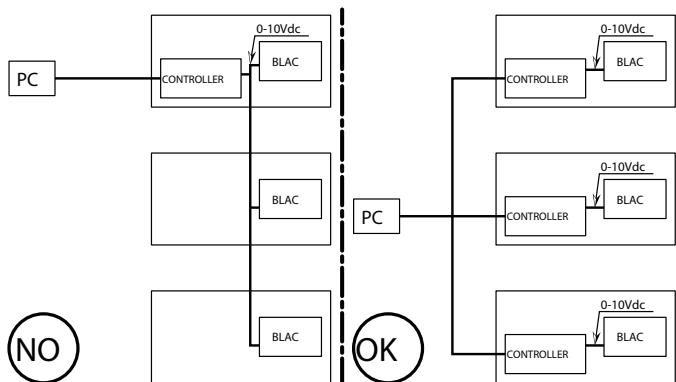 0-10Vdc
PC
CONTROLLER
BLAC
BLAC
BLAC
NO
0-10Vdc
CONTROLLER
BLAC
0-10Vdc
PC
CONTROLLER
BLAC
0-10Vdc
CONTROLLER
BLAC
OK